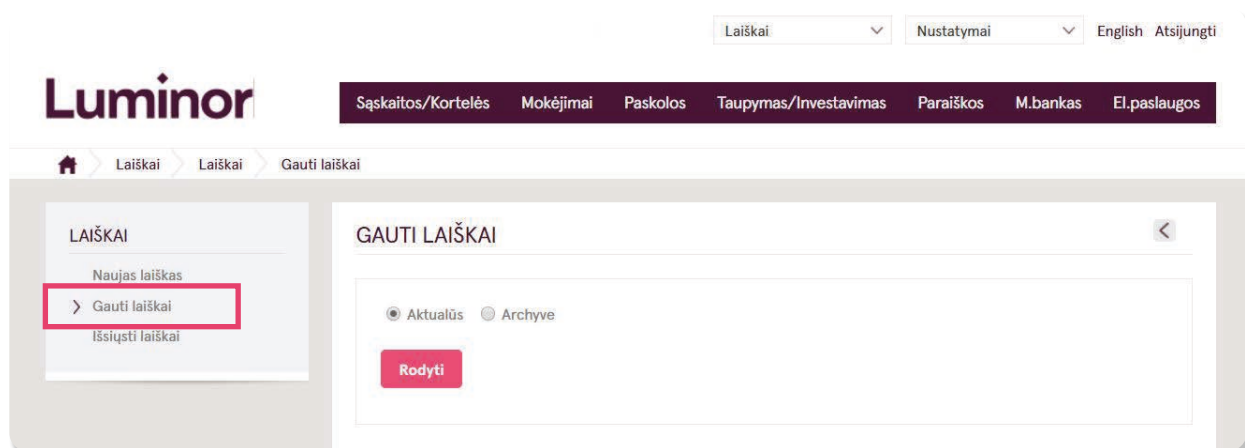 Laiškai Nustatymai English Atsijungti
Luminor
Sąskaitos/Kortelės Mokėjimai Paskolos Taupymas/Investavimas Paraiškos M.bankas El.paslaugos
Laiškai Laiškai Gauti laiškai
LAIŠKAI
Naujas laiškas
Gauti laiškai
Išsiųsti laiškai
GAUTI LAIŠKAI
Aktualūs Archyve
Rodyti